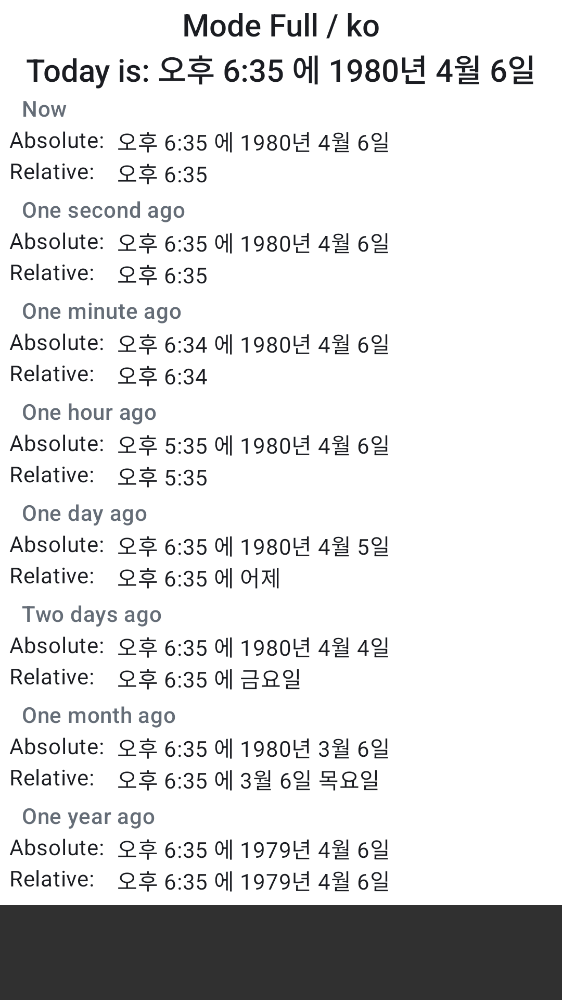 Mode Full / ko
Today is: 오후 6:35 에 1980년 4월 6일
Now
Absolute: 오후 6:35 에 1980년 4월 6일
Relative: 오후 6:35
One second ago
Absolute: 오후 6:35 에 1980년 4월 6일
Relative: 오후 6:35
One minute ago
Absolute: 오후 6:34 에 1980년 4월 6일
Relative: 오후 6:34
One hour ago
Absolute: 오후 5:35 에 1980년 4월 6일
Relative: 오후 5:35
One day ago
Absolute: 오후 6:35 에 1980년 4월 5일
Relative: 오후 6:35 에 어제
Two days ago
Absolute: 오후 6:35 에 1980년 4월 4일
Relative: 오후 6:35 에 금요일
One month ago
Absolute: 오후 6:35 에 1980년 3월 6일
Relative: 오후 6:35 에 3월 6일 목요일
One year ago
Absolute: 오후 6:35 에 1979년 4월 6일
Relative: 오후 6:35 에 1979년 4월 6일